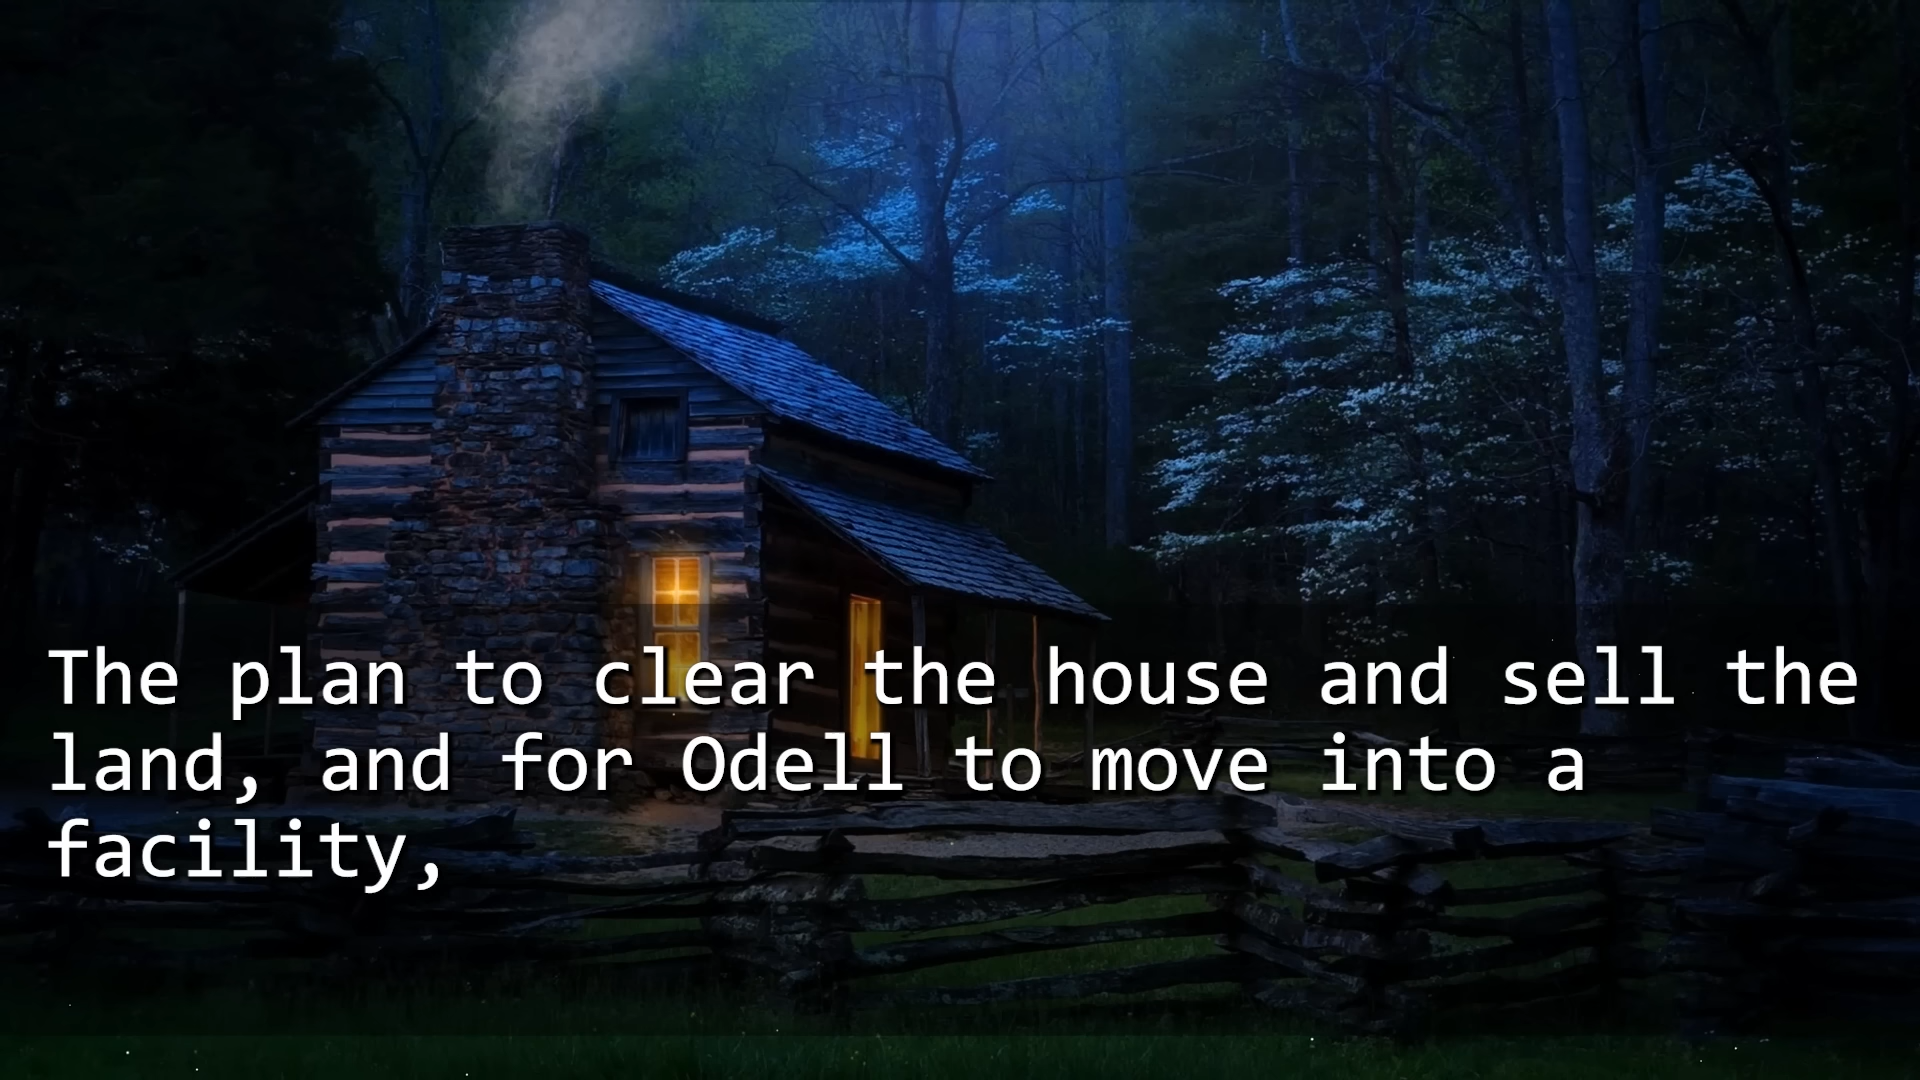 The plan to clear the house and sell the
land, and for Odell to move into a
facility,